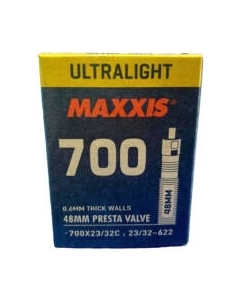 ULTRALIGHT
MAXXIS®
700
48MM
0.6MM THICK WALLS
48MM PRESTA VALVE
·700X23/32C : 23/32-622